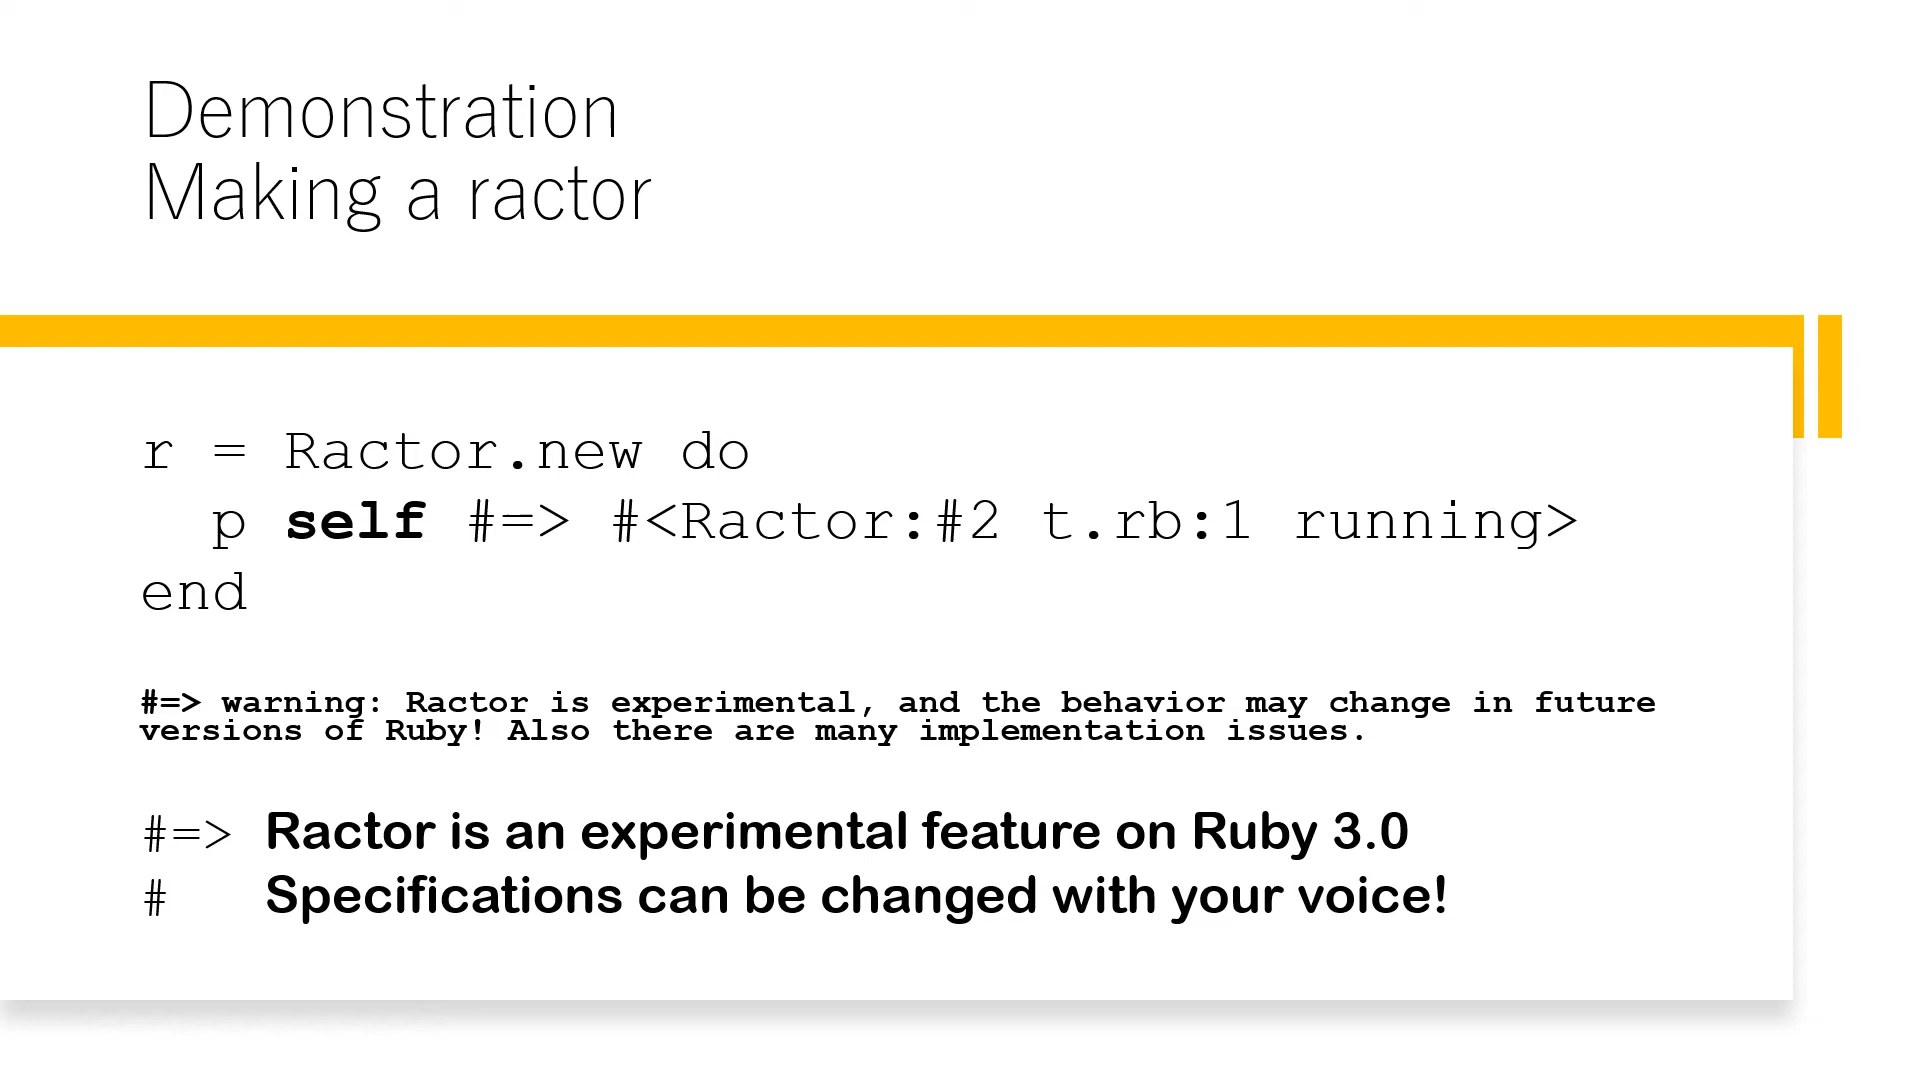 Demonstration
Making a ractor
r = Ractor.new do
  p self #=> #<Ractor:#2 t.rb:1 running>
end
#=> warning: Ractor is experimental, and the behavior may change in future
versions of Ruby! Also there are many implementation issues.
#=> Ractor is an experimental feature on Ruby 3.0
#   Specifications can be changed with your voice!